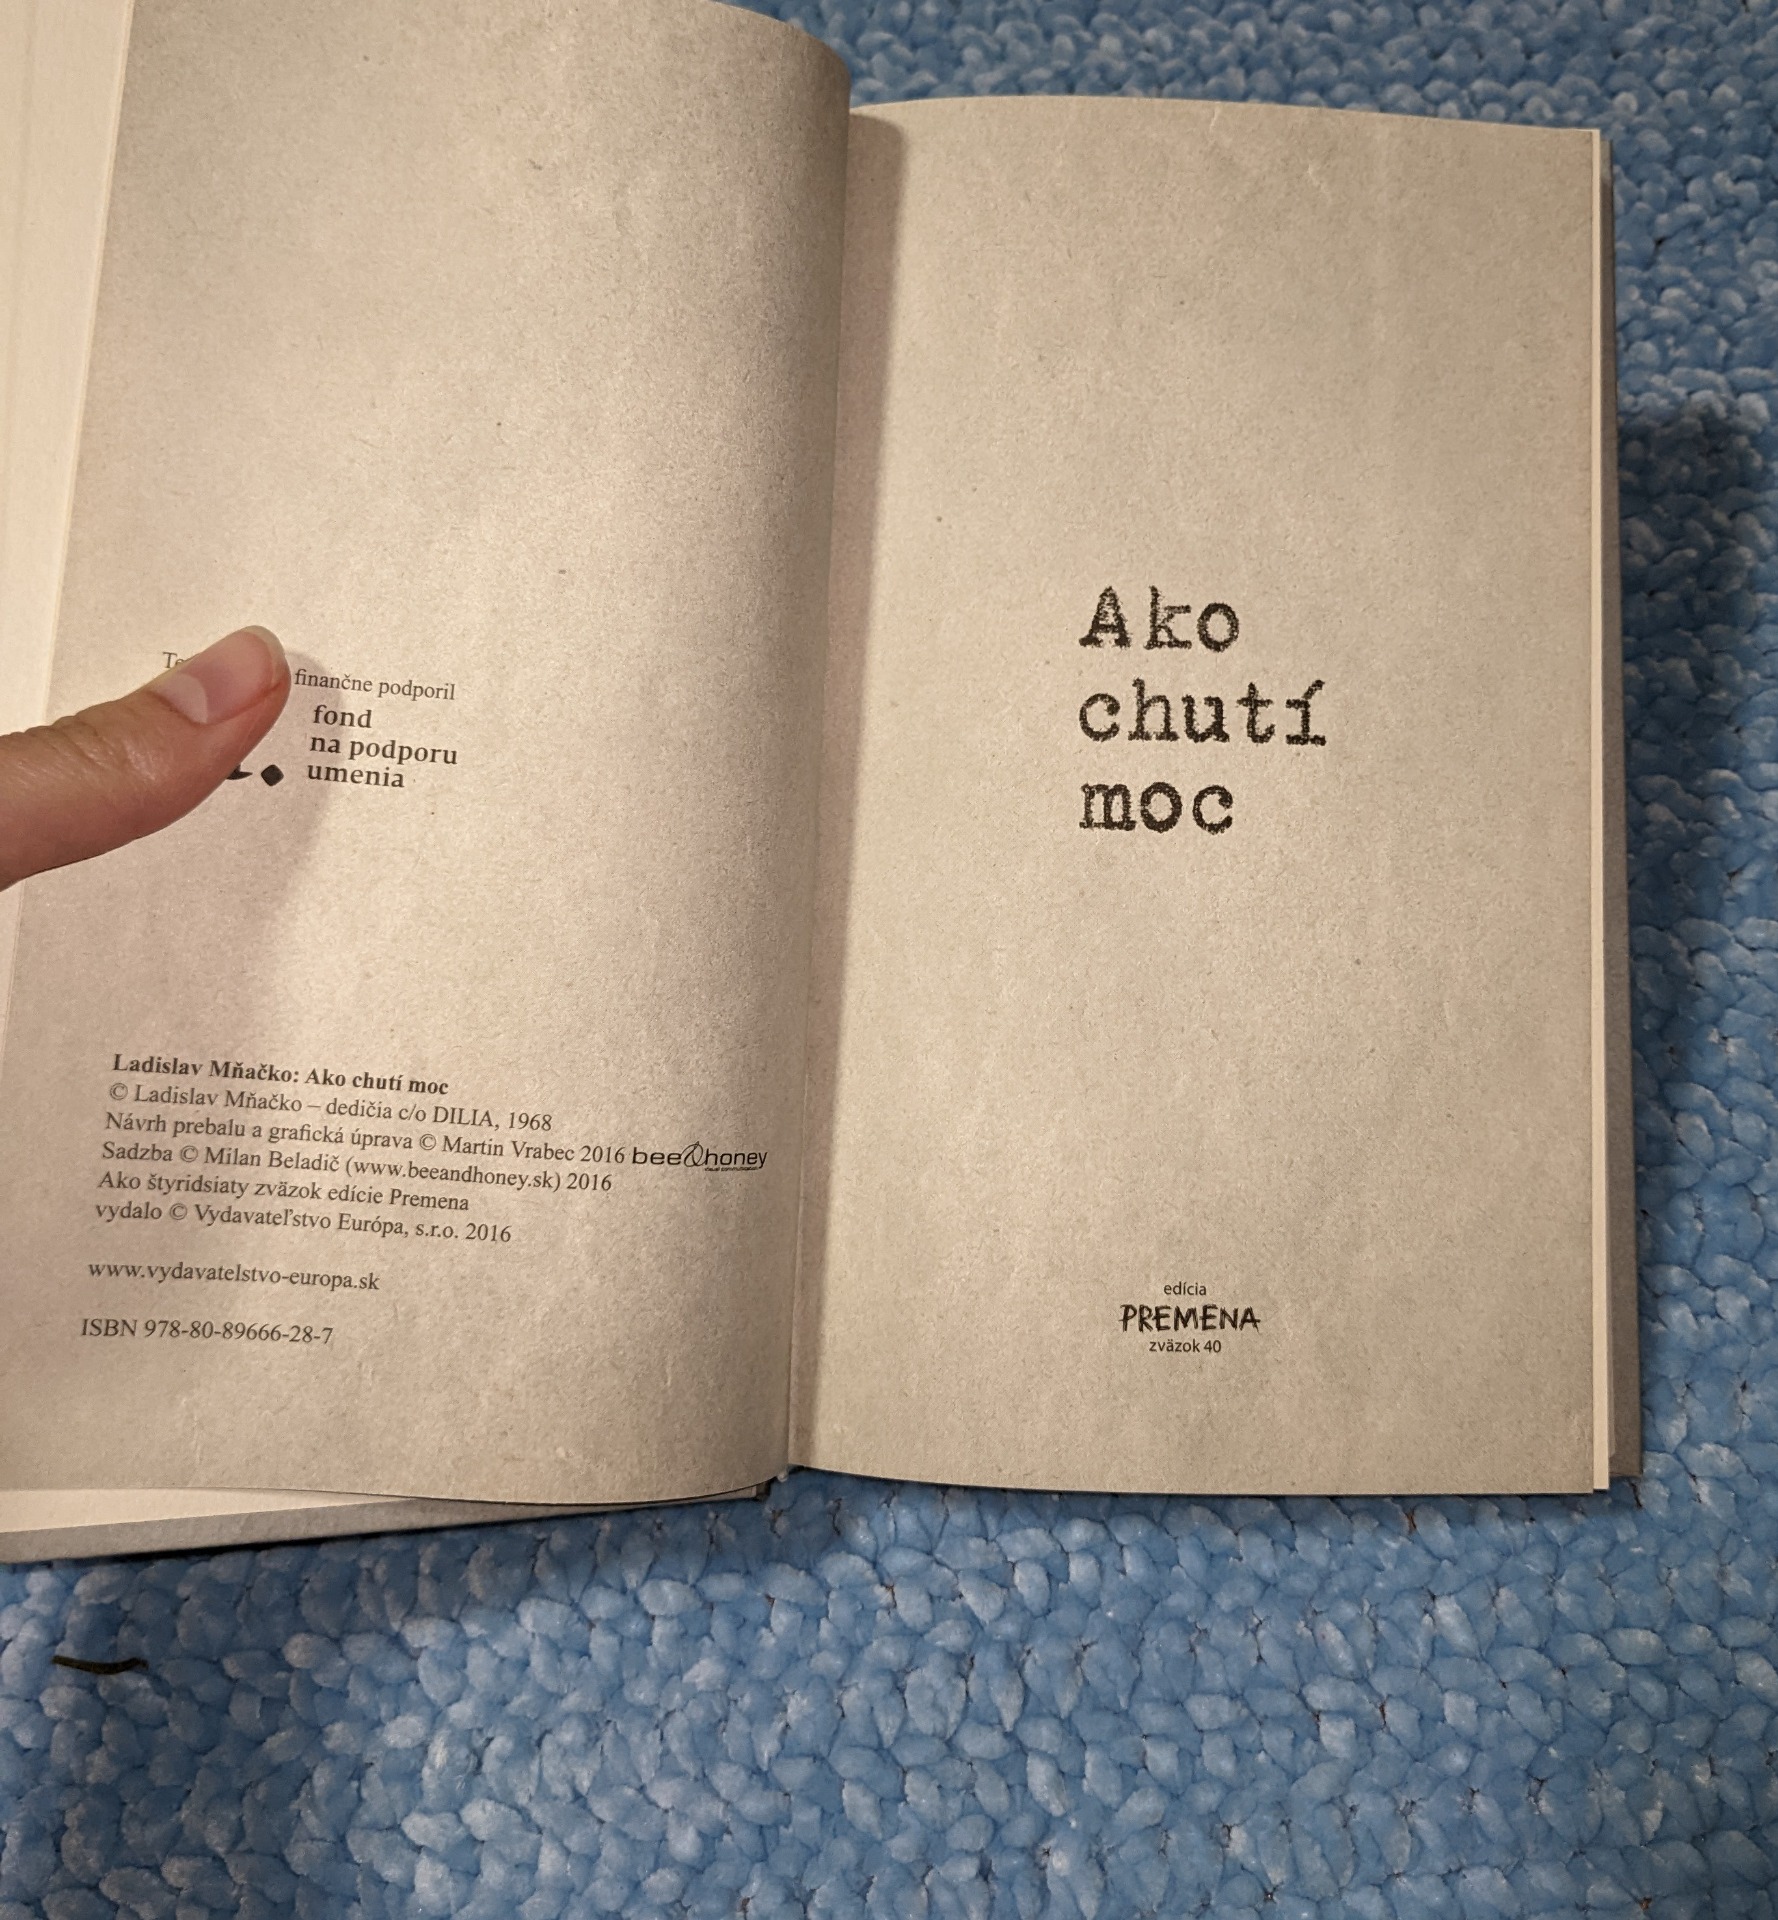 finančne podporil
fond
na podporu
umenia
Ladislav Mňačko: Ako chutí moc
© Ladislav Mňačko – dedičia c/o DILIA, 1968
Návrh prebalu a grafická úprava © Martin Vrabec 2016 bee&honey
Sadzba © Milan Beladič (www.beeandhoney.sk) 2016
Ako štyridsiaty zväzok edície Premena
vydalo © Vydavateľstvo Európa, s.r.o. 2016
www.vydavatelstvo-europa.sk
ISBN 978-80-89666-28-7
Ako
chutí
moc
edícia
PREMENA
zväzok 40